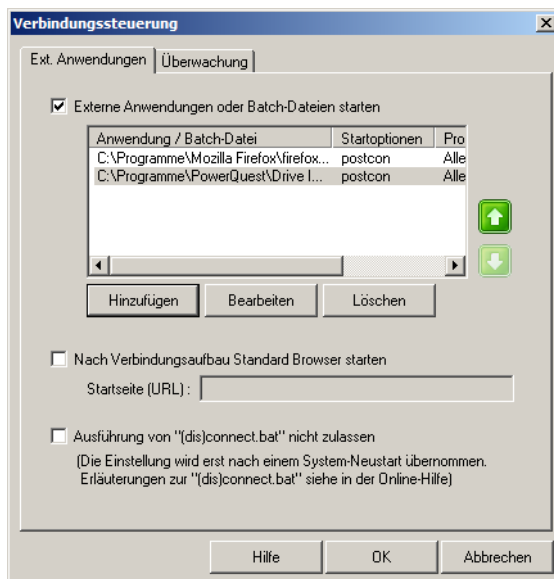 Verbindungssteuerung
Ext. Anwendungen Überwachung
Externe Anwendungen oder Batch-Dateien starten
Anwendung / Batch-Datei Startoptionen Pro
C:\Programme\Mozilla Firefox\firefox... postcon Alle
C:\Programme\PowerQuest\Drive I... postcon Alle
Hinzufügen Bearbeiten Löschen
Nach Verbindungsaufbau Standard Browser starten
Startseite (URL) :
Ausführung von "(dis)connect.bat" nicht zulassen
(Die Einstellung wird erst nach einem System-Neustart übernommen.
Erläuterungen zur "(dis)connect.bat" siehe in der Online-Hilfe)
Hilfe OK Abbrechen